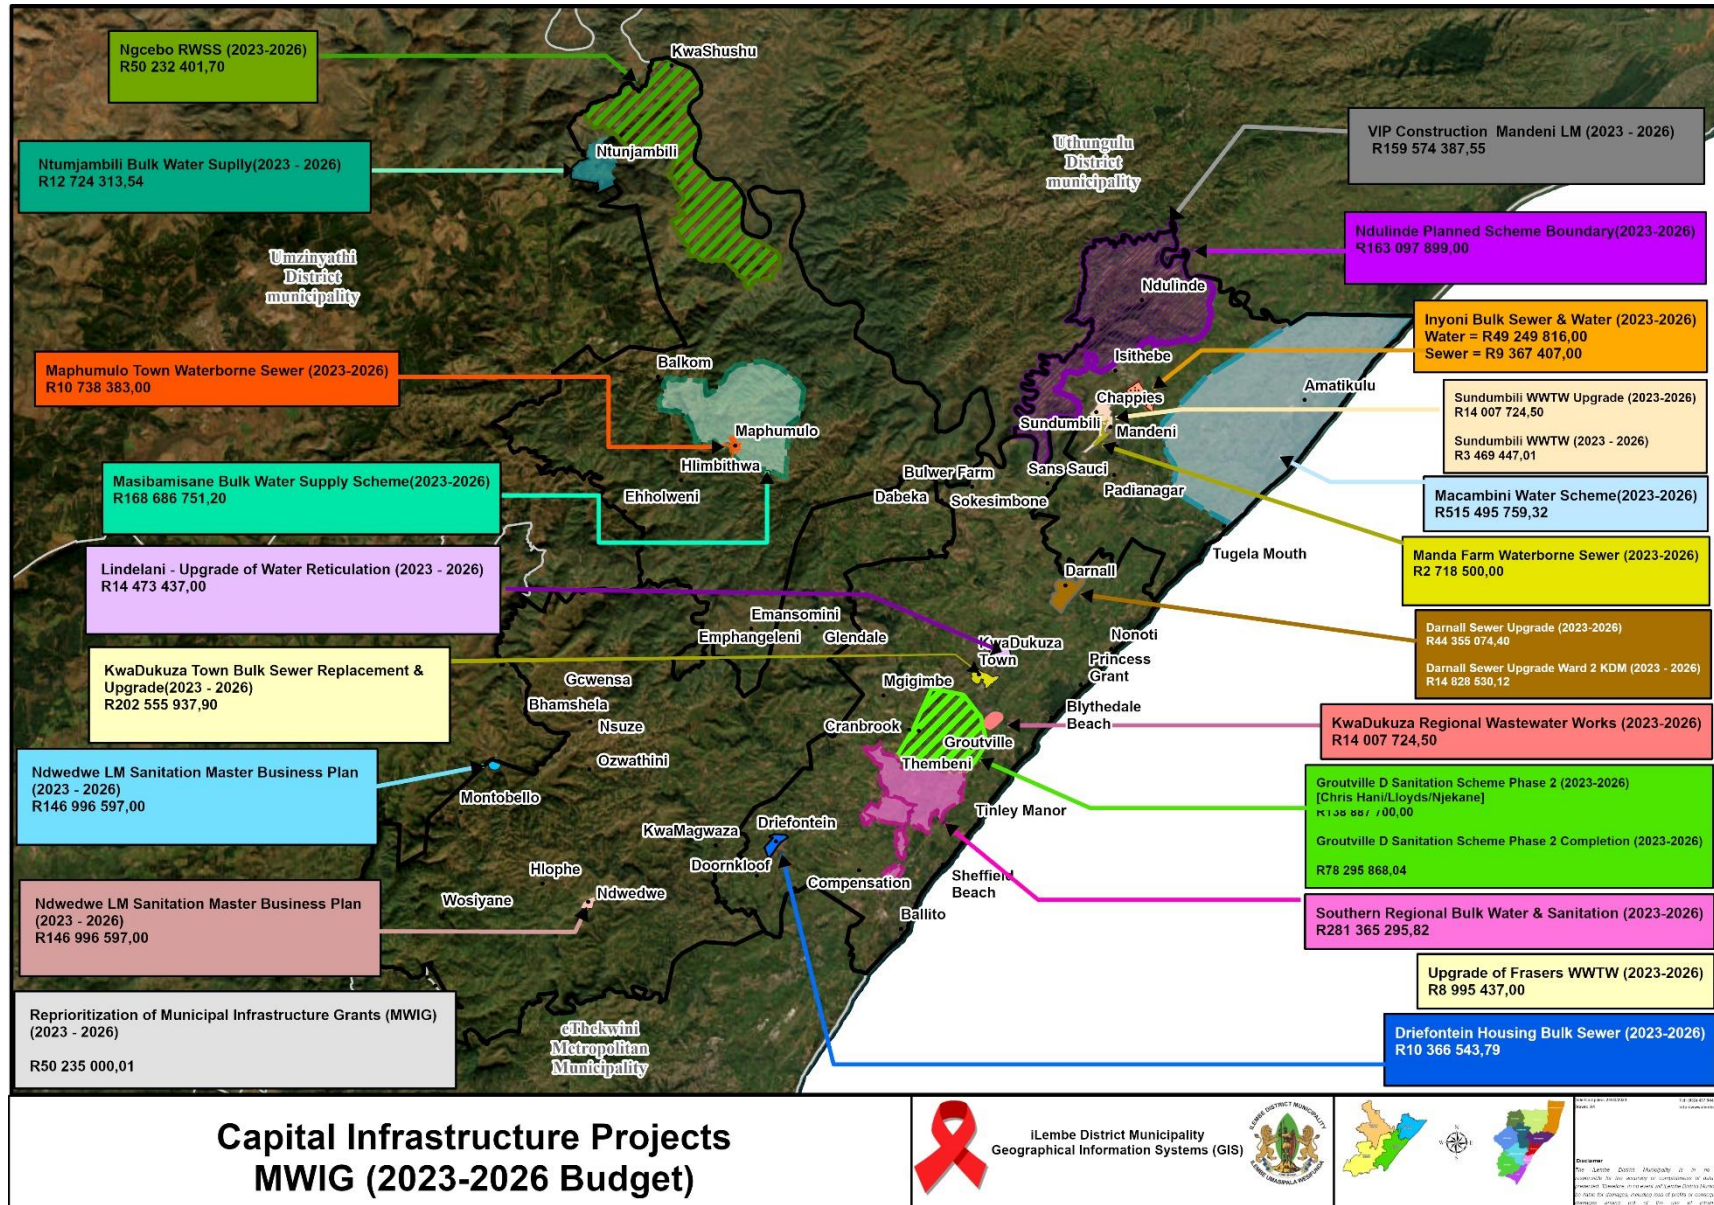 Ngcebo RWSS (2023-2026)
R50 232 401,70
Ntumjambili Bulk Water Suplly(2023 - 2026)
R12 724 313,54
Maphumulo Town Waterborne Sewer (2023-2026)
R10 738 383,00
Masibamisane Bulk Water Supply Scheme(2023-2026)
R168 686 751,20
Lindelani - Upgrade of Water Reticulation (2023 - 2026)
R14 473 437,00
KwaDukuza Town Bulk Sewer Replacement &
Upgrade(2023 - 2026)
R202 555 937,90
Ndwedwe LM Sanitation Master Business Plan
(2023 - 2026)
R146 996 597,00
Ndwedwe LM Sanitation Master Business Plan
(2023 - 2026)
R146 996 597,00
Reprioritization of Municipal Infrastructure Grants (MWIG)
(2023 - 2026)
R50 235 000,01
KwaShushu
Ntunjambili
Uthungulu
District
municipality
Umzinyathi
District
municipality
Ndulinde
Isithebe
Amatikulu
Balkom
Chappies
Sundumbili
Mandeni
Maphumulo
Hlimbithwa
Ehholweni
Bulwer Farm
Sans Sauci
Dabeka
Sokesimbone
Padianagar
Tugela Mouth
Darnall
Emansomini
Emphangeleni
Glendale
Nonoti
KwaDukuza
Town
Princess
Grant
Mgigimbe
Gcwensa
Bhamshela
Blythedale
Beach
Nsuze
Cranbrook
Groutville
Ozwathini
Thembeni
Montobello
Tinley Manor
Driefontein
KwaMagwaza
Doornkloof
Hlophe
Compensation
Sheffield
Beach
Ndwedwe
Wosiyane
Ballito
eThekwini
Metropolitan
Municipality
VIP Construction  Mandeni LM (2023 - 2026)
R159 574 387,55
Ndulinde Planned Scheme Boundary(2023-2026)
R163 097 899,00
Inyoni Bulk Sewer & Water (2023-2026)
Water = R49 249 816,00
Sewer = R9 367 407,00
Sundumbili WWTW Upgrade (2023-2026)
R14 007 724,50
Sundumbili WWTW (2023 - 2026)
R3 469 447,01
Macambini Water Scheme(2023-2026)
R515 495 759,32
Manda Farm Waterborne Sewer (2023-2026)
R2 718 500,00
Darnall Sewer Upgrade (2023-2026)
R44 355 074,40
Darnall Sewer Upgrade Ward 2 KDM (2023 - 2026)
R14 828 530,12
KwaDukuza Regional Wastewater Works (2023-2026)
R14 007 724,50
Groutville D Sanitation Scheme Phase 2 (2023-2026)
[Chris Hani/Lloyds/Njekane]
R138 887 700,00
Groutville D Sanitation Scheme Phase 2 Completion (2023-2026)
R78 295 868,04
Southern Regional Bulk Water & Sanitation (2023-2026)
R281 365 295,82
Upgrade of Frasers WWTW (2023-2026)
R8 995 437,00
Driefontein Housing Bulk Sewer (2023-2026)
R10 366 543,79
Capital Infrastructure Projects
MWIG (2023-2026 Budget)
iLembe District Municipality
Geographical Information Systems (GIS)
ILEMBE DISTRICT MUNICIPALITY
ILEMBE UMASIPALA WESIFUNDA
N
W
E
S
Disclaimer